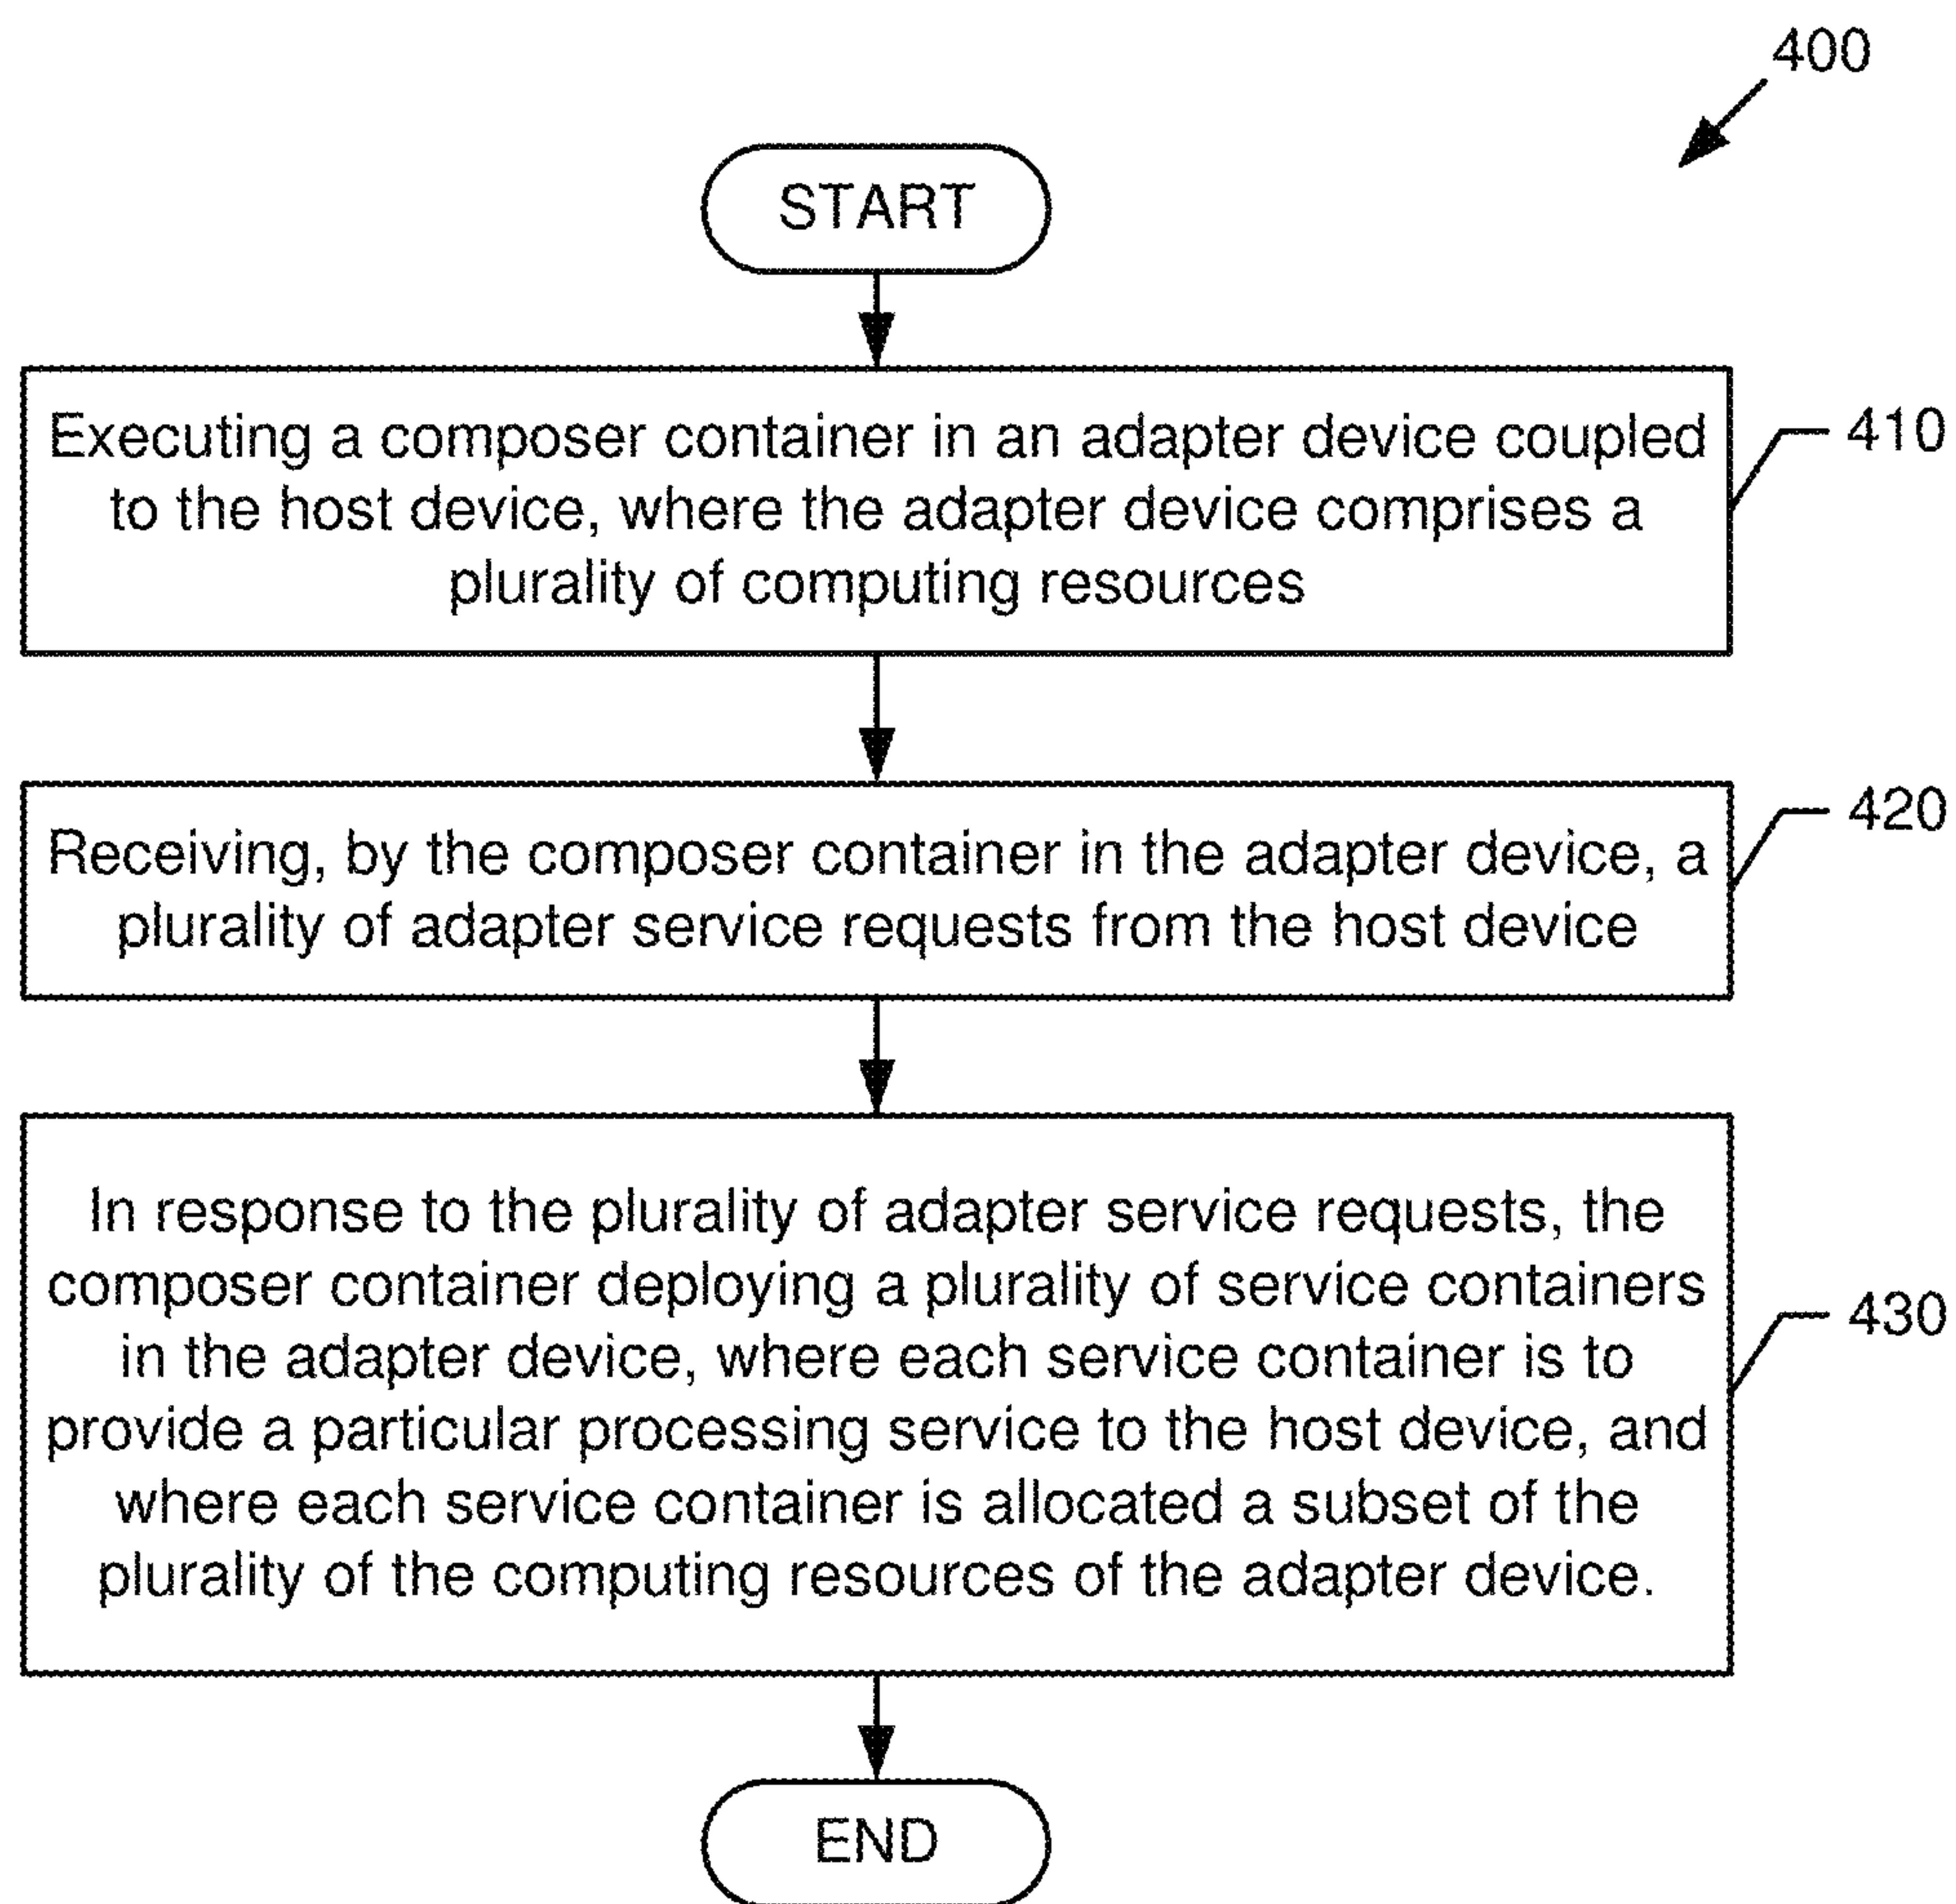 400
START
Executing a composer container in an adapter device coupled
to the host device, where the adapter device comprises a
plurality of computing resources
410
Receiving, by the composer container in the adapter device, a
plurality of adapter service requests from the host device
420
In response to the plurality of adapter service requests, the
composer container deploying a plurality of service containers
in the adapter device, where each service container is to
provide a particular processing service to the host device, and
where each service container is allocated a subset of the
plurality of the computing resources of the adapter device.
430
END